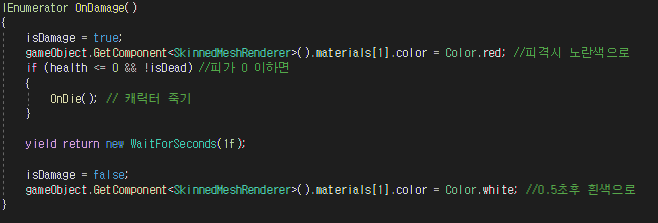 IEnumerator OnDamage()
{
isDamage = true;
gameObject.GetComponent<SkinnedMeshRenderer>().materials[1].color = Color.red; //피격시 노란색으로
if (health <= 0 && !isDead) //피가 0 이하면
{
OnDie(); // 캐릭터 죽기
}
yield return new WaitForSeconds(1f);
isDamage = false;
gameObject.GetComponent<SkinnedMeshRenderer>().materials[1].color = Color.white; //0.5초후 흰색으로
}